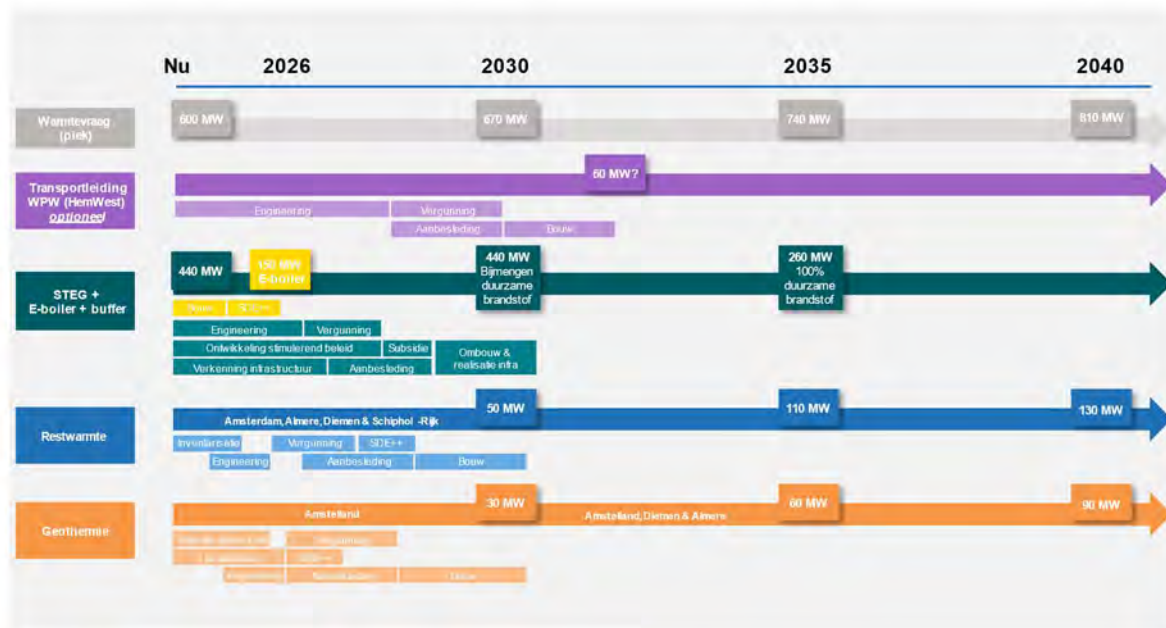 Nu 2026 2030 2035 2040
Warmtevraag
(piek)
600 MW 670 MW 740 MW 810 MW
Transportleiding
WPW (HemWest)
optioneel
60 MW?
Engineering Vergunning
Aanbesteding Bouw
STEG +
E-boiler + buffer
440 MW
150 MW
E-boiler
440 MW
Bijmengen
duurzame
brandstof
260 MW
100%
duurzame
brandstof
SDE++
Engineering Vergunning
Ontwikkeling stimulerend beleid Subsidie
Verkenning infrastructuur Aanbesteding
Ombouw &
realisatie infra
Restwarmte
Amsterdam, Almere, Diemen & Schiphol -Rijk
50 MW 110 MW 130 MW
Inventarisatie Vergunning SDE++
Engineering Aanbesteding Bouw
Geothermie
Amstelland
30 MW
Amstelland, Diemen & Almere
60 MW 90 MW
Vergunning
SDE++
Bouw